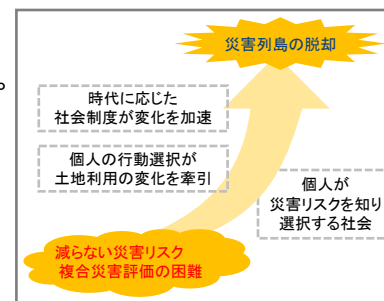 。
災害列島の脱却
時代に応じた
社会制度が変化を加速
個人の行動選択が
土地利用の変化を牽引
個人が
災害リスクを知り
選択する社会
減らない災害リスク
複合災害評価の困難